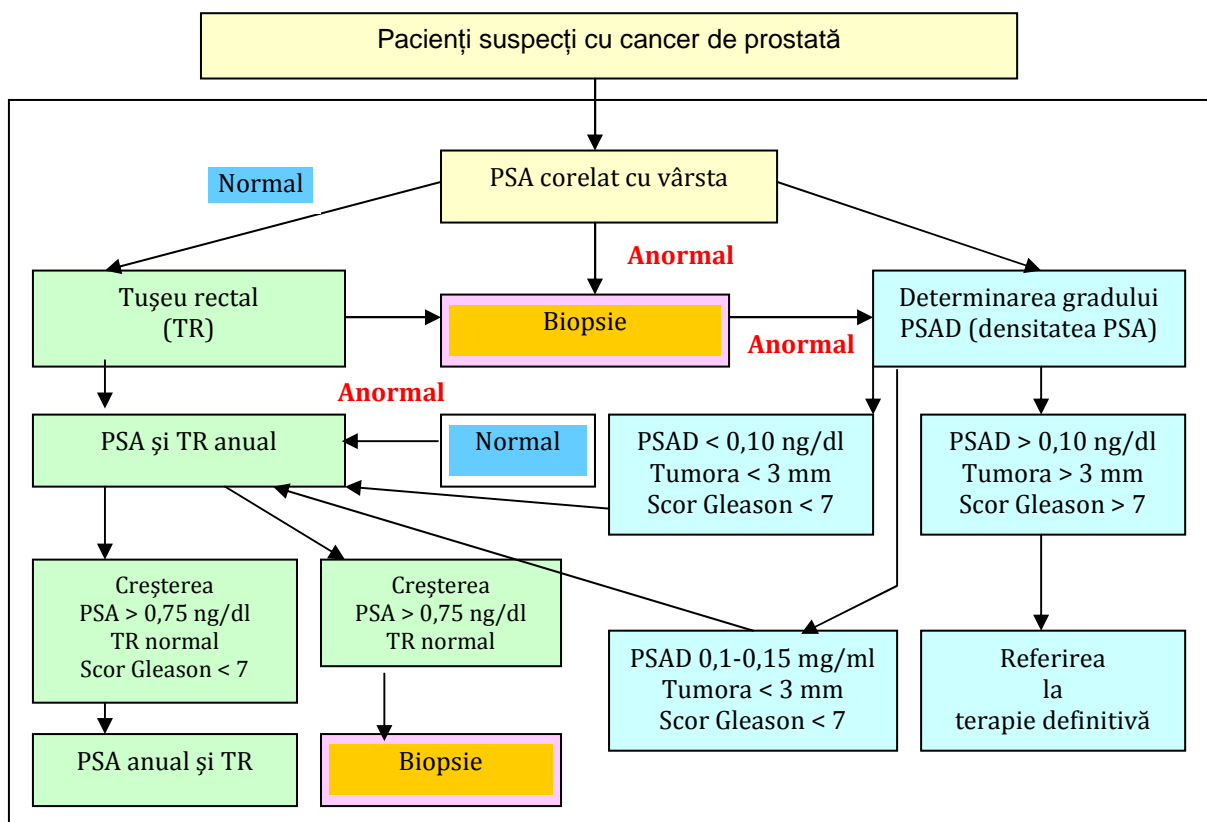 Pacienți suspecți cu cancer de prostată
PSA corelat cu vârsta
Normal
Anormal
Tuşeu rectal
(TR)
Biopsie
Anormal
Determinarea gradului
PSAD (densitatea PSA)
Anormal
PSA şi TR anual
Normal
PSAD < 0,10 ng/dl
Tumora < 3 mm
Scor Gleason < 7
PSAD > 0,10 ng/dl
Tumora > 3 mm
Scor Gleason > 7
Creşterea
PSA > 0,75 ng/dl
TR normal
Scor Gleason < 7
Creşterea
PSA > 0,75 ng/dl
TR normal
PSAD 0,1-0,15 mg/ml
Tumora < 3 mm
Scor Gleason < 7
Referirea
la
terapie definitivă
PSA anual şi TR
Biopsie